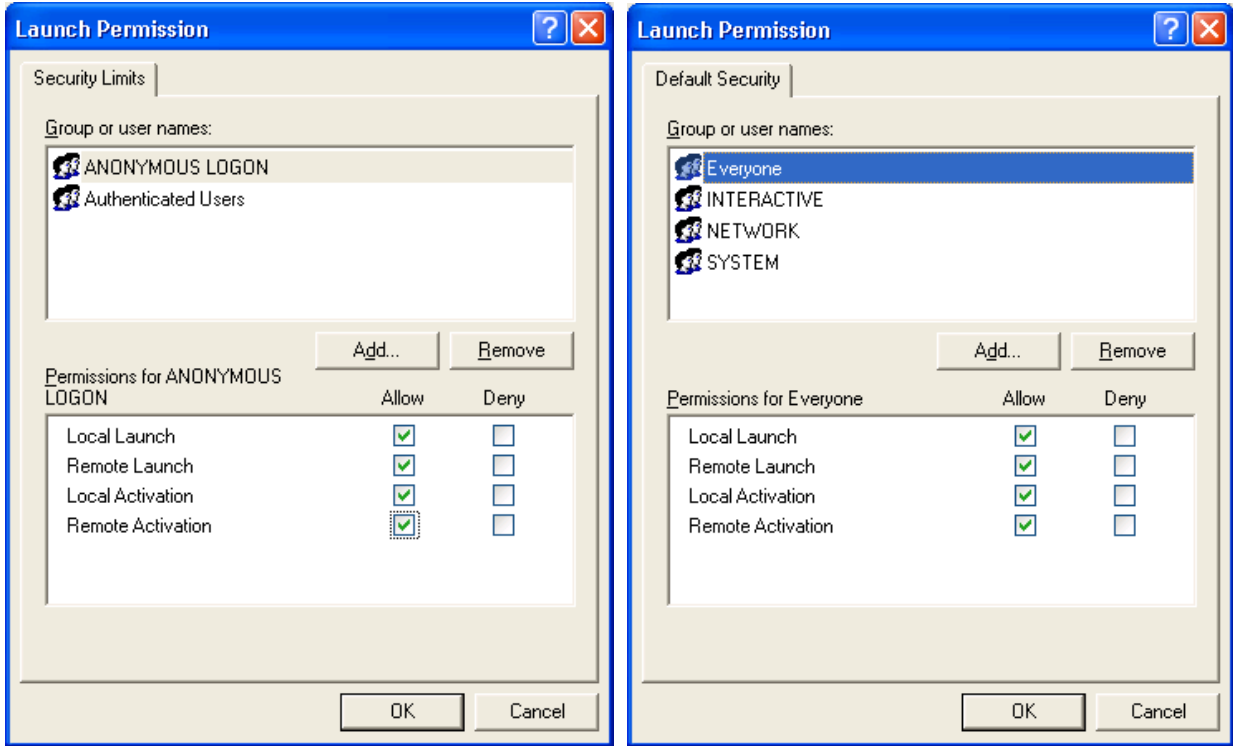 Launch Permission
Security Limits
Group or user names:
ANONYMOUS LOGON
Authenticated Users
Add... Remove
Permissions for ANONYMOUS
LOGON Allow Deny
Local Launch
Remote Launch
Local Activation
Remote Activation
OK Cancel
Launch Permission
Default Security
Group or user names:
Everyone
INTERACTIVE
NETWORK
SYSTEM
Add... Remove
Permissions for Everyone Allow Deny
Local Launch
Remote Launch
Local Activation
Remote Activation
OK Cancel